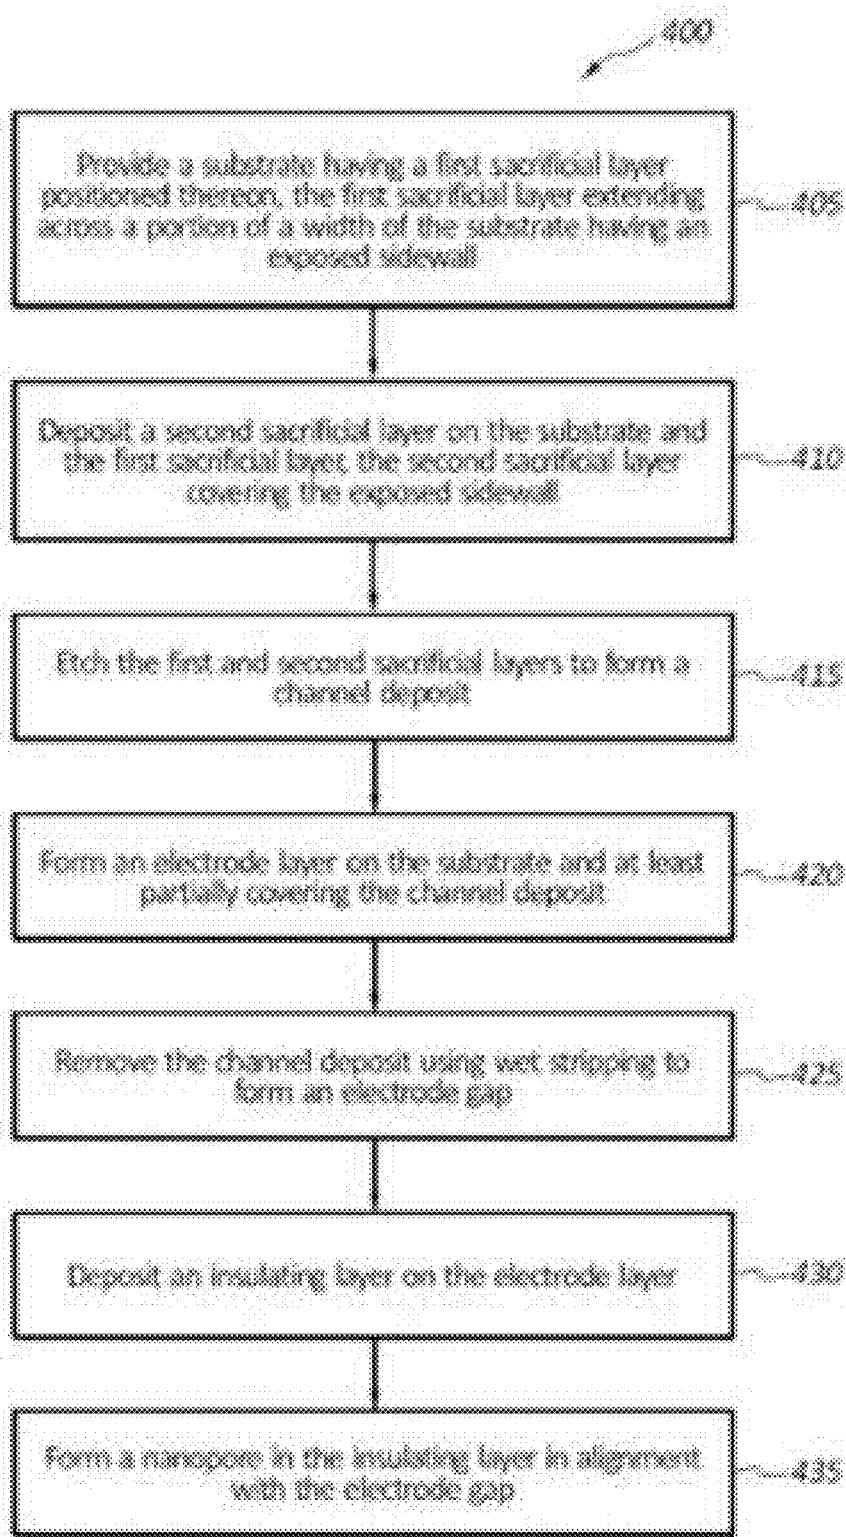 400
Provide a substrate having a first sacrificial layer
positioned thereon, the first sacrificial layer extending
across a portion of a width of the substrate having an
exposed sidewall
405
Deposit a second sacrificial layer on the substrate and
the first sacrificial layer, the second sacrificial layer
covering the exposed sidewall
410
Etch the first and second sacrificial layers to form a
channel deposit
415
Form an electrode layer on the substrate and at least
partially covering the channel deposit
420
Remove the channel deposit using wet stripping to
form an electrode gap
425
Deposit an insulating layer on the electrode layer
430
Form a nanopore in the insulating layer in alignment
with the electrode gap
435